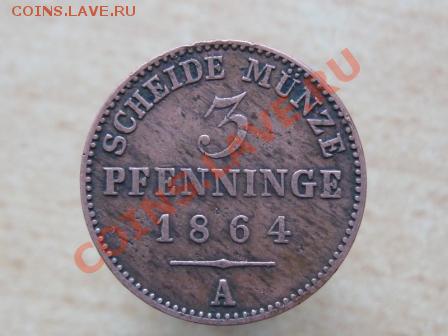 COINS.LAVE.RU
COINS.LAVE.RU
SCHEIDE MÜNZE
3
PFENNINGE
1864
A